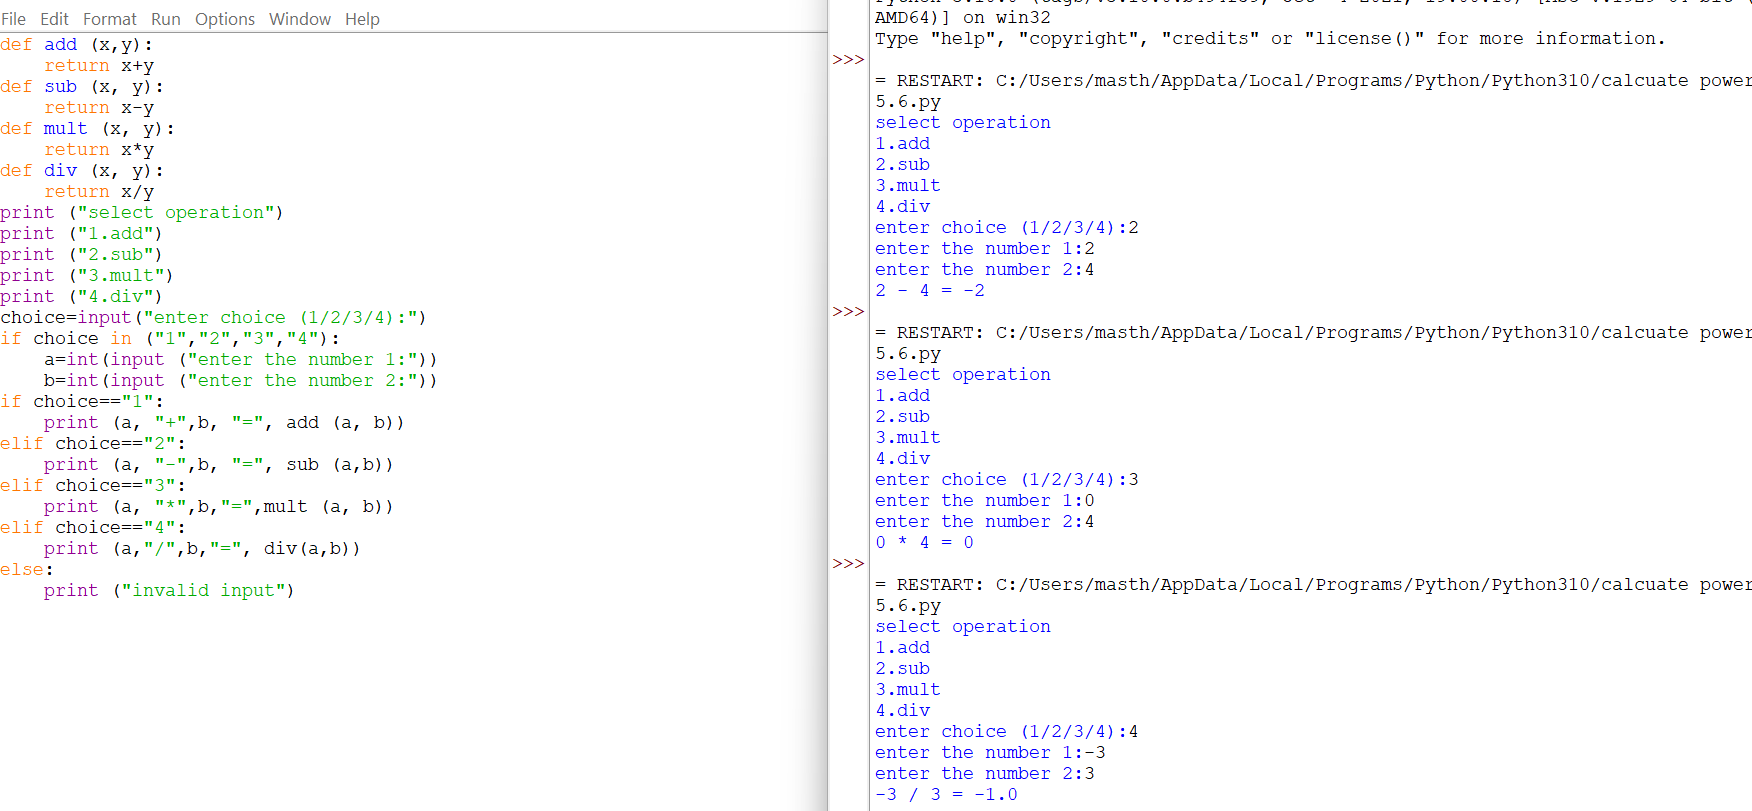 File Edit Format Run Options Window Help
def add (x,y):
    return x+y
def sub (x, y):
    return x-y
def mult (x, y):
    return x*y
def div (x, y):
    return x/y
print ("select operation")
print ("1.add")
print ("2.sub")
print ("3.mult")
print ("4.div")
choice=input("enter choice (1/2/3/4):")
if choice in ("1","2","3","4"):
    a=int(input ("enter the number 1:"))
    b=int(input ("enter the number 2:"))
if choice=="1":
    print (a, "+",b, "=", add (a, b))
elif choice=="2":
    print (a, "-",b, "=", sub (a,b))
elif choice=="3":
    print (a, "*",b,"=",mult (a, b))
elif choice=="4":
    print (a,"/",b,"=", div(a,b))
else:
    print ("invalid input")
AMD64)] on win32
Type "help", "copyright", "credits" or "license()" for more information.
>>>
= RESTART: C:/Users/masth/AppData/Local/Programs/Python/Python310/calcuate power
5.6.py
select operation
1.add
2.sub
3.mult
4.div
enter choice (1/2/3/4):2
enter the number 1:2
enter the number 2:4
2 - 4 = -2
>>>
= RESTART: C:/Users/masth/AppData/Local/Programs/Python/Python310/calcuate power
5.6.py
select operation
1.add
2.sub
3.mult
4.div
enter choice (1/2/3/4):3
enter the number 1:0
enter the number 2:4
0 * 4 = 0
>>>
= RESTART: C:/Users/masth/AppData/Local/Programs/Python/Python310/calcuate power
5.6.py
select operation
1.add
2.sub
3.mult
4.div
enter choice (1/2/3/4):4
enter the number 1:-3
enter the number 2:3
-3 / 3 = -1.0